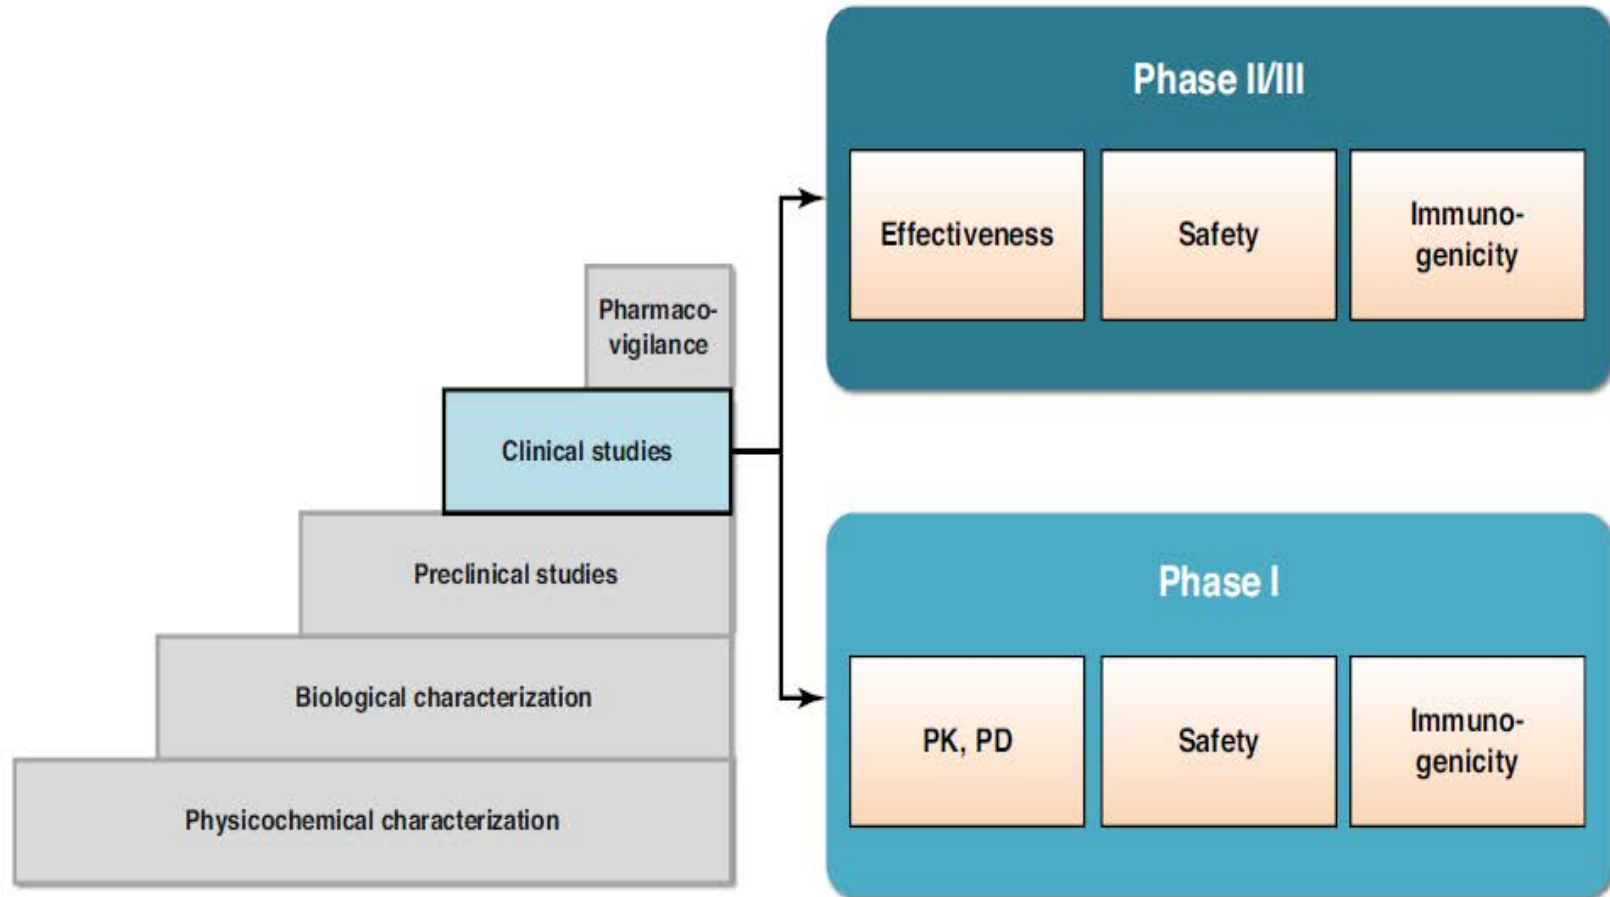 Phase II/III
Effectiveness
Safety
Immuno-
genicity
Pharmaco-
vigilance
Clinical studies
Preclinical studies
Biological characterization
Physicochemical characterization
Phase I
PK, PD
Safety
Immuno-
genicity